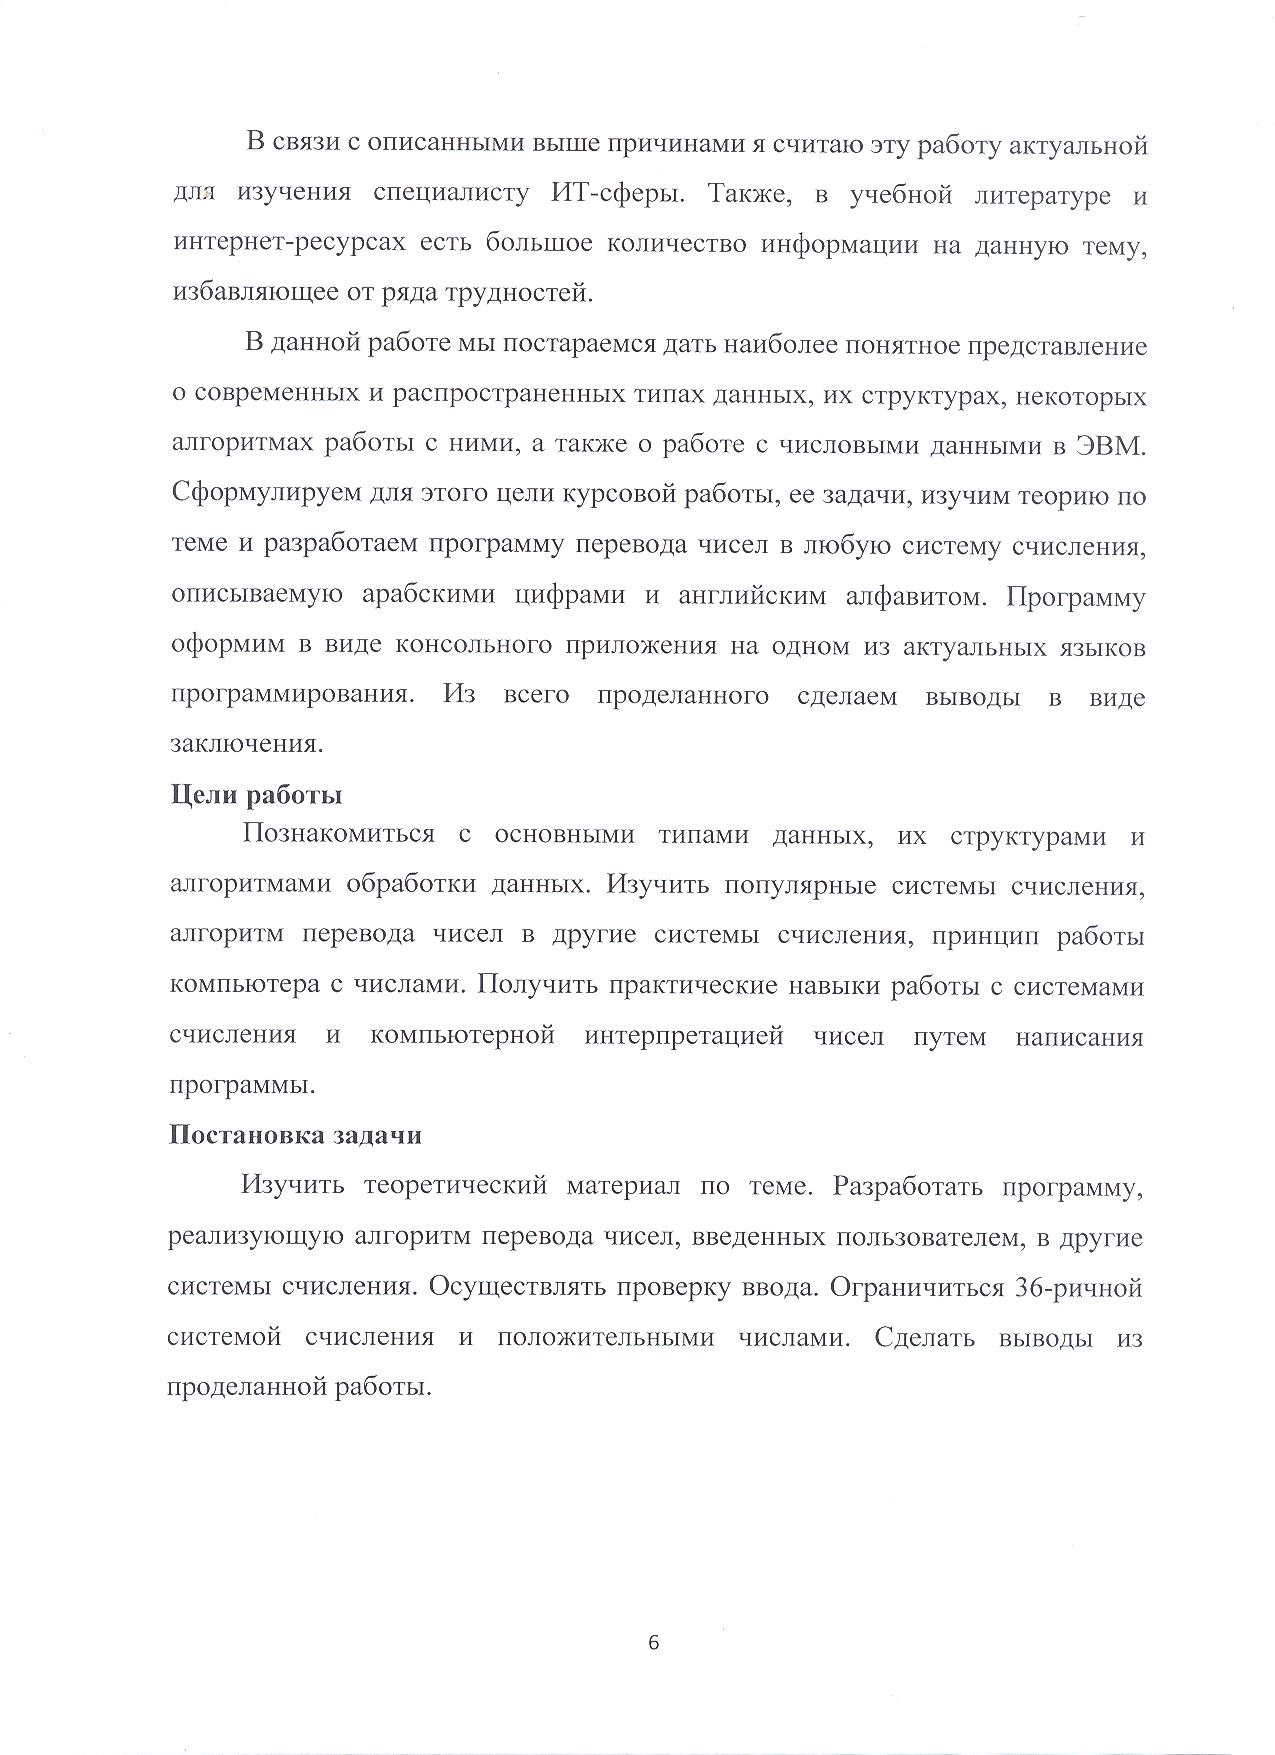 В связи с описанными выше причинами я считаю эту работу актуальной
для изучения специалисту ИТ-сферы. Также, в учебной литературе и
интернет-ресурсах есть большое количество информации на данную тему,
избавляющее от ряда трудностей.
В данной работе мы постараемся дать наиболее понятное представление
о современных и распространенных типах данных, их структурах, некоторых
алгоритмах работы с ними, а также о работе с числовыми данными в ЭВМ.
Сформулируем для этого цели курсовой работы, ее задачи, изучим теорию по
теме и разработаем программу перевода чисел в любую систему счисления,
описываемую арабскими цифрами и английским алфавитом. Программу
оформим в виде консольного приложения на одном из актуальных языков
программирования. Из всего проделанного сделаем выводы в виде
заключения.
Цели работы
Познакомиться с основными типами данных, их структурами и
алгоритмами обработки данных. Изучить популярные системы счисления,
алгоритм перевода чисел в другие системы счисления, принцип работы
компьютера с числами. Получить практические навыки работы с системами
счисления и компьютерной интерпретацией чисел путем написания
программы.
Постановка задачи
Изучить теоретический материал по теме. Разработать программу,
реализующую алгоритм перевода чисел, введенных пользователем, в другие
системы счисления. Осуществлять проверку ввода. Ограничиться 36-ричной
системой счисления и положительными числами. Сделать выводы из
проделанной работы.
6